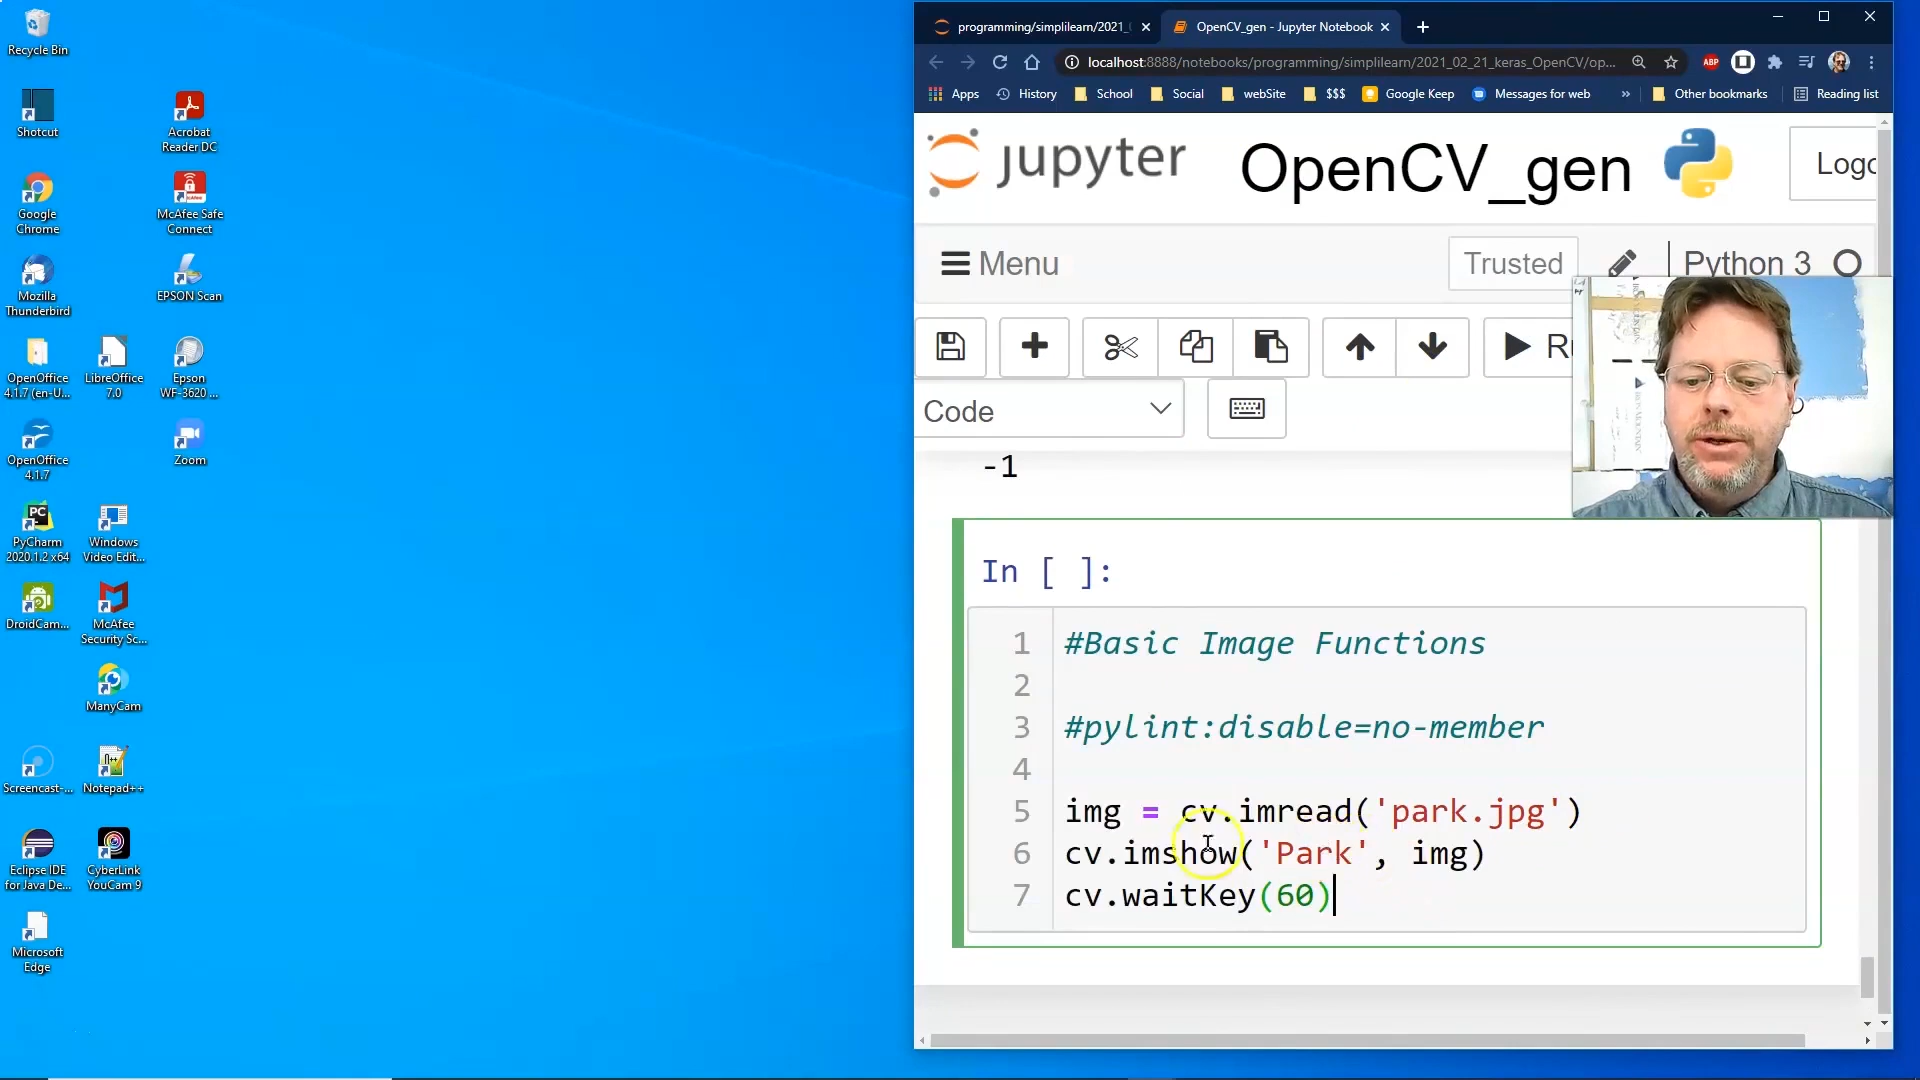 Recycle Bin
Shotcut
Acrobat
Reader DC
Google
Chrome
McAfee Safe
Connect
Mozilla
Thunderbird
EPSON Scan
OpenOffice
4.1.7 (en-U...
LibreOffice
7.0
Epson
WF-3620 ...
OpenOffice
4.1.7
Zoom
PyCharm
2020.1.2 x64
Windows
Video Edit...
DroidCam...
McAfee
Security Sc...
ManyCam
Screencast-...
Notepad++
Eclipse IDE
for Java De...
CyberLink
YouCam 9
Microsoft
Edge
programming/simplilearn/2021_
OpenCV_gen - Jupyter Notebook
localhost:8888/notebooks/programming/simplilearn/2021_02_21_keras_OpenCV/op...
ABP
Apps
History
School
Social
webSite
$$$
Google Keep
Messages for web
»
Other bookmarks
Reading list
jupyter
OpenCV_gen
Logo
Menu
Trusted
Python 3
Code
-1
In [ ]:
1 #Basic Image Functions
2
3 #pylint:disable=no-member
4
5 img = cv.imread('park.jpg')
6 cv.imshow('Park', img)
7 cv.waitKey(60)